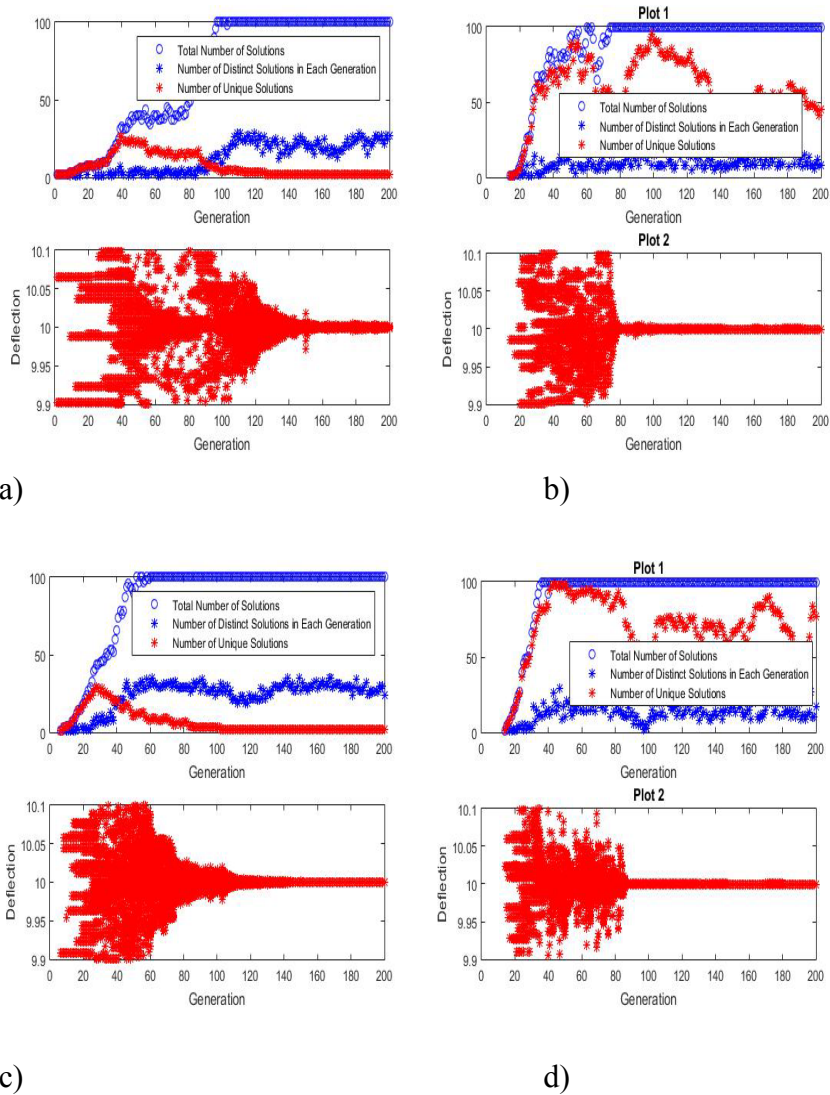 100
50
0
Total Number of Solutions
Number of Distinct Solutions in Each Generation
Number of Unique Solutions
0 20 40 60 80 100 120 140 160 180 200
Generation
10.1
10.05
10
9.95
9.9
Deflection
0 20 40 60 80 100 120 140 160 180 200
Generation
a)
Plot 1
100
50
0
Total Number of Solutions
Number of Distinct Solutions in Each Generation
Number of Unique Solutions
0 20 40 60 80 100 120 140 160 180 200
Generation
Plot 2
10.1
10.05
10
9.95
9.9
Deflection
0 20 40 60 80 100 120 140 160 180 200
Generation
b)
100
50
0
Total Number of Solutions
Number of Distinct Solutions in Each Generation
Number of Unique Solutions
0 20 40 60 80 100 120 140 160 180 200
Generation
10.1
10.05
10
9.95
9.9
Deflection
0 20 40 60 80 100 120 140 160 180 200
Generation
c)
Plot 1
100
50
0
Total Number of Solutions
Number of Distinct Solutions in Each Generation
Number of Unique Solutions
0 20 40 60 80 100 120 140 160 180 200
Generation
Plot 2
10.1
10.05
10
9.95
9.9
Deflection
0 20 40 60 80 100 120 140 160 180 200
Generation
d)